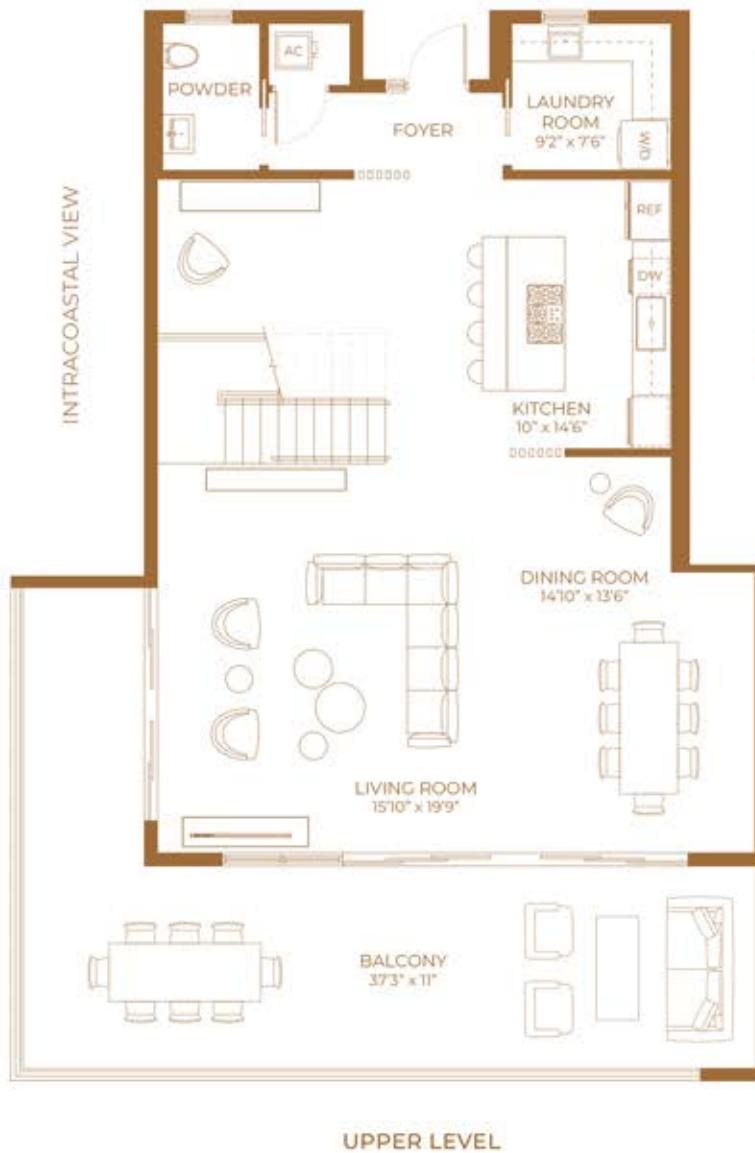 AC
POWDER
FOYER
LAUNDRY
ROOM
9'2" x 7'6"
W/D
INTRACOASTAL VIEW
REF
DW
KITCHEN
10" x 14'6"
DINING ROOM
14'10" x 13'6"
LIVING ROOM
15'10" x 19'9"
BALCONY
37'3" x 11"
UPPER LEVEL